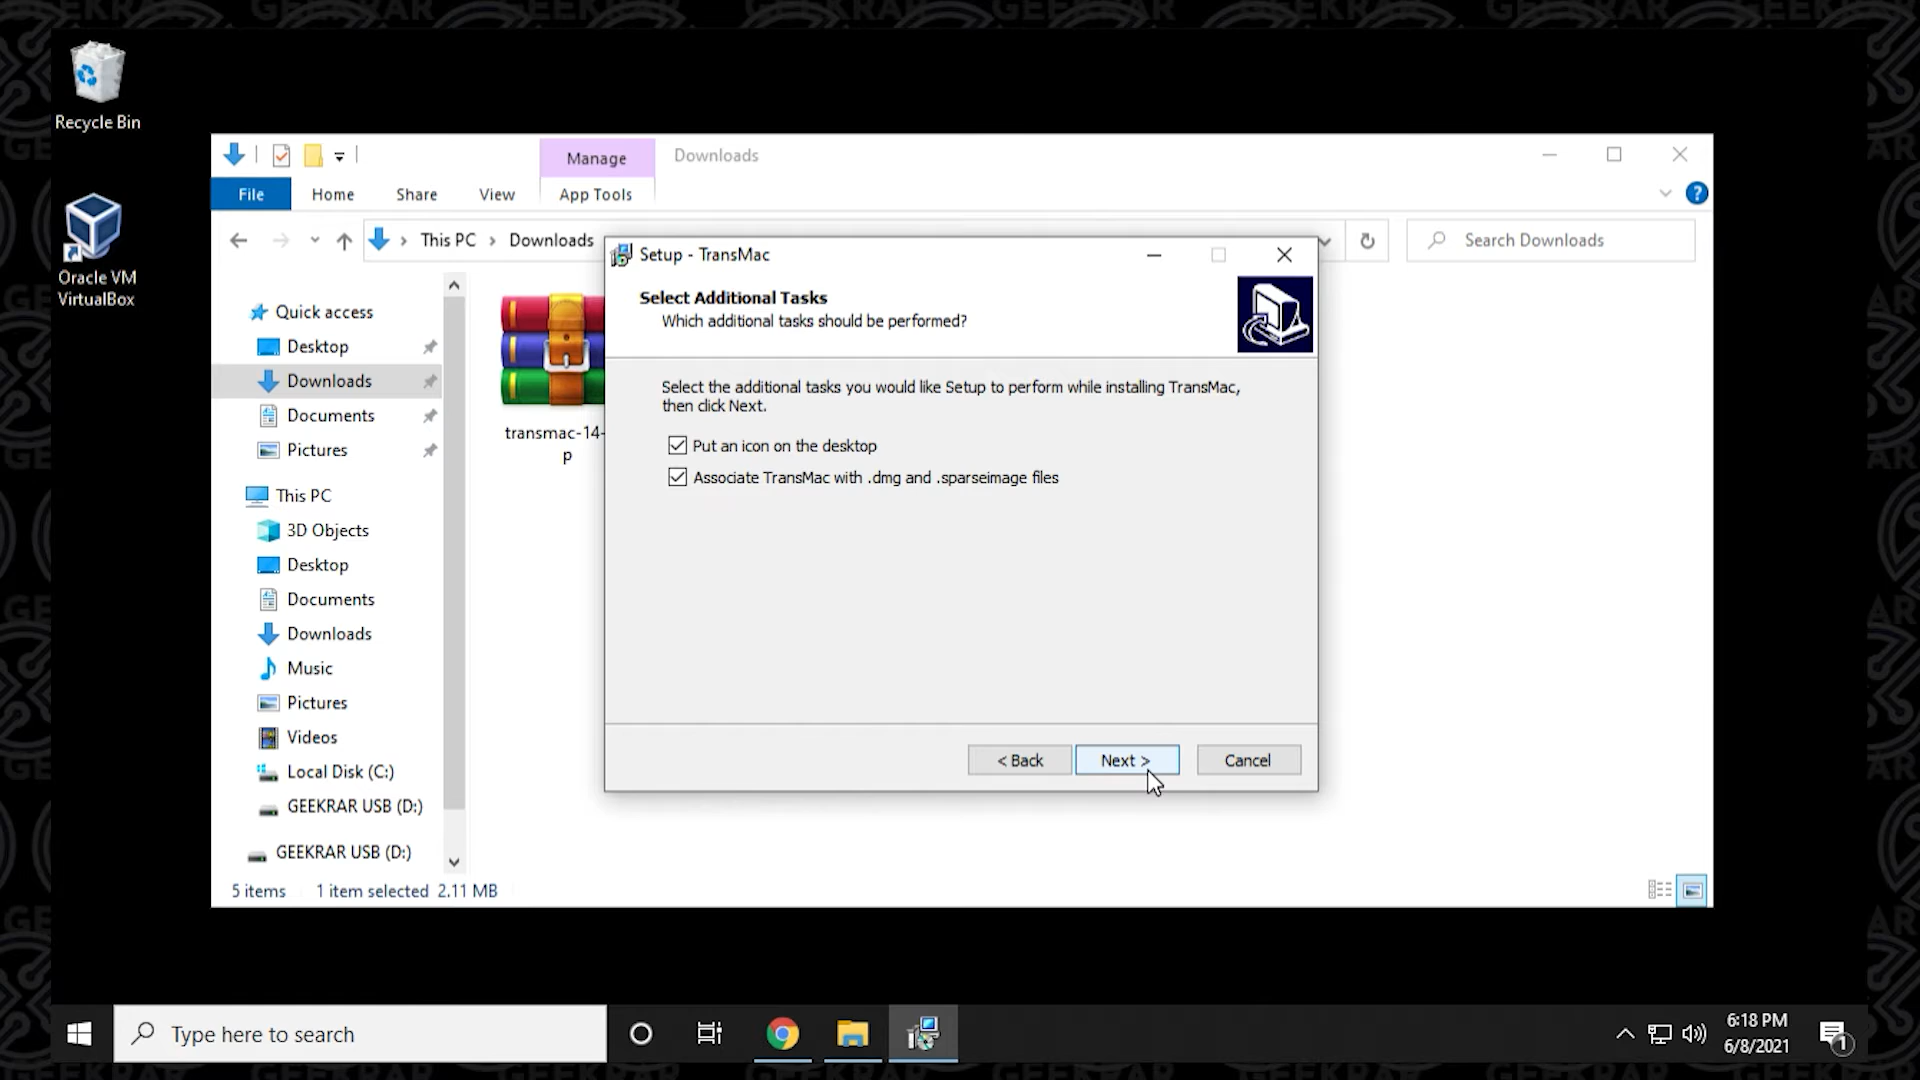 Recycle Bin
Oracle VM
VirtualBox
Manage
Downloads
File
Home
Share
View
App Tools
This PC
Downloads
Search Downloads
Quick access
Desktop
Downloads
Documents
Pictures
This PC
3D Objects
Desktop
Documents
Downloads
Music
Pictures
Videos
Local Disk (C:)
GEEKRAR USB (D:)
GEEKRAR USB (D:)
5 items 1 item selected 2.11 MB
transmac-14-
p
Setup - TransMac
Select Additional Tasks
Which additional tasks should be performed?
Select the additional tasks you would like Setup to perform while installing TransMac,
then click Next.
Put an icon on the desktop
Associate TransMac with .dmg and .sparseimage files
< Back
Next >
Cancel
Type here to search
6:18 PM
6/8/2021
1